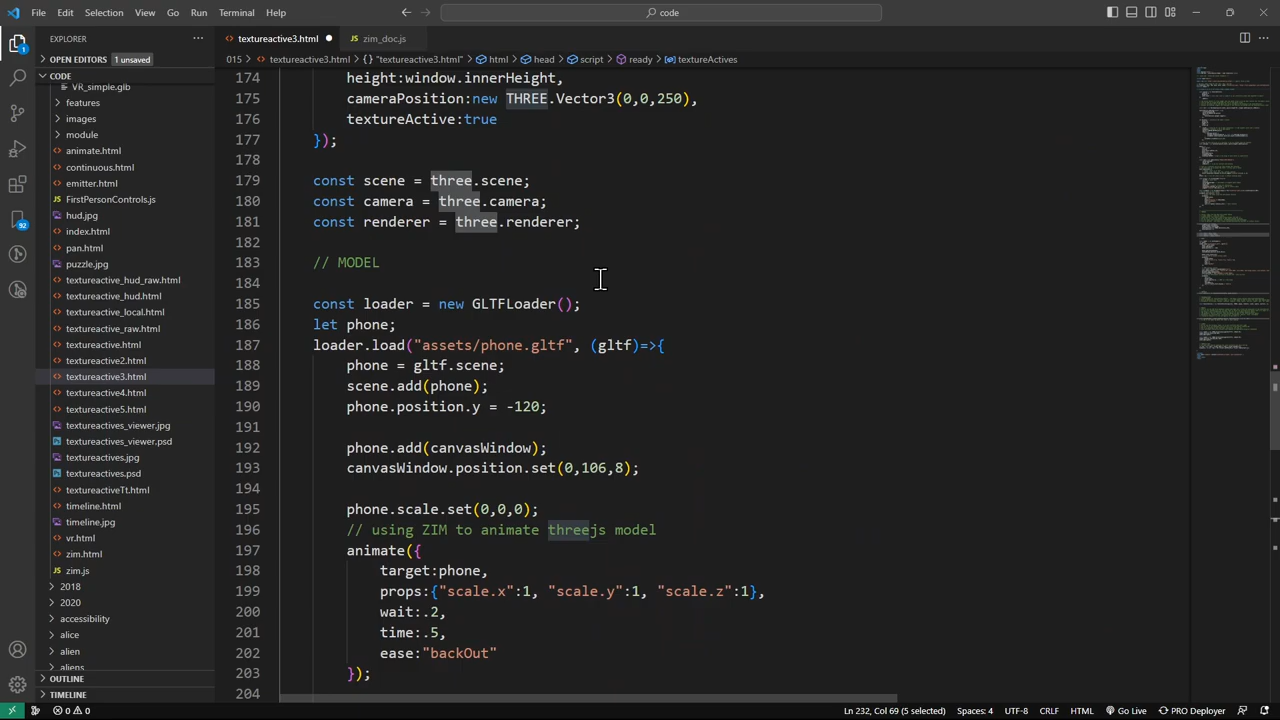 File Edit Selection View Go Run Terminal Help
code
EXPLORER
textureactive3.html
zim_doc.js
OPEN EDITORS 1 unsaved
015 > textureactive3.html > "textureactive3.html" > html > head > script > ready > textureActives
CODE
VR_simple.glb
features
images
module
animate.html
continuous.html
emitter.html
FirstPersonControls.js
hud.jpg
index.html
pan.html
puzzle.jpg
textureactive_hud_raw.html
textureactive_hud.html
textureactive_local.html
textureactive_raw.html
textureactive.html
textureactive2.html
textureactive3.html
textureactive4.html
textureactive5.html
textureactives_viewer.jpg
textureactives_viewer.psd
textureactives.jpg
textureactives.psd
textureactiveTt.html
timeline.html
timeline.jpg
vr.html
zim.html
zim.js
2018
2020
accessibility
alice
alien
aliens
OUTLINE
TIMELINE
1
92
174 height:window.innerHeight,
175 cameraPosition:new THREE.Vector3(0,0,250),
176 textureActive:true
177 });
178
179 const scene = three.scene;
180 const camera = three.camera;
181 const renderer = three.renderer;
182
183 // MODEL
184
185 const loader = new GLTFLoader();
186 let phone;
187 loader.load("assets/phone.gltf", (gltf)=>{
188 phone = gltf.scene;
189 scene.add(phone);
190 phone.position.y = -120;
191
192 phone.add(canvasWindow);
193 canvasWindow.position.set(0,106,8);
194
195 phone.scale.set(0,0,0);
196 // using ZIM to animate threejs model
197 animate({
198 target:phone,
199 props:{"scale.x":1, "scale.y":1, "scale.z":1},
200 wait:.2,
201 time:.5,
202 ease:"backOut"
203 });
204
0 0 0 Ln 232, Col 69 (5 selected) Spaces: 4 UTF-8 CRLF HTML Go Live PRO Deployer